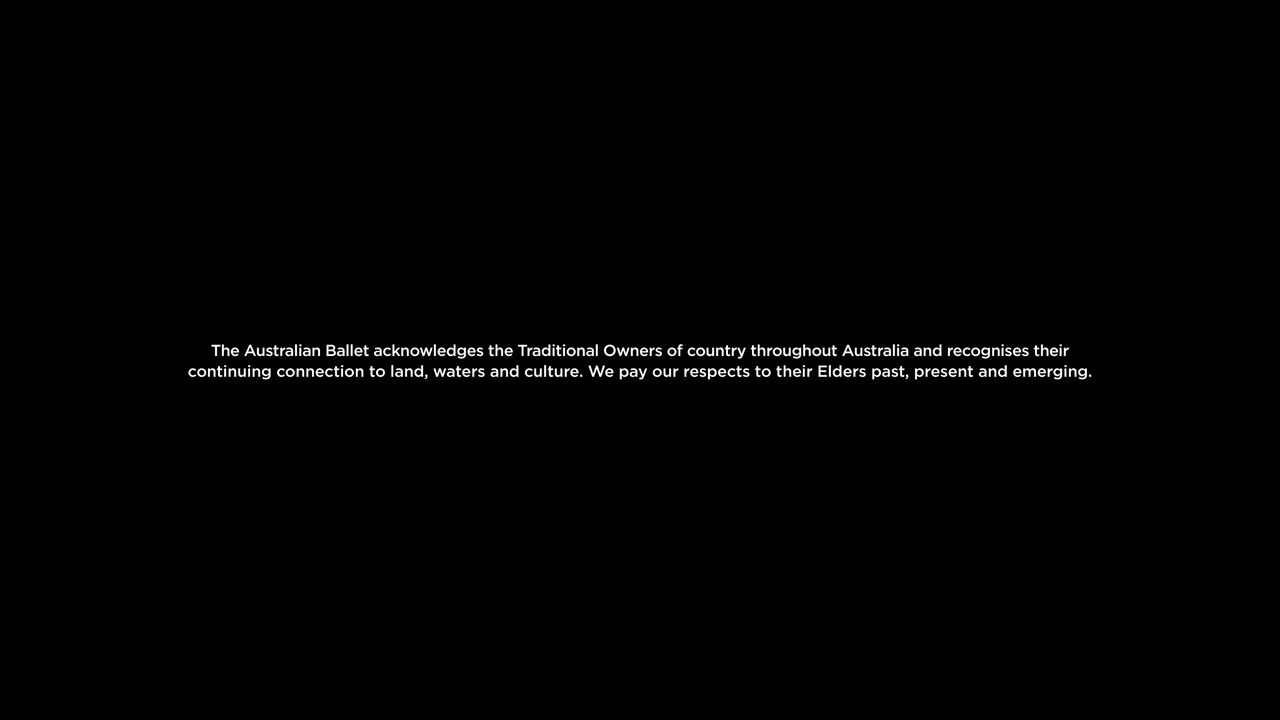 The Australian Ballet acknowledges the Traditional Owners of country throughout Australia and recognises their
continuing connection to land, waters and culture. We pay our respects to their Elders past, present and emerging.